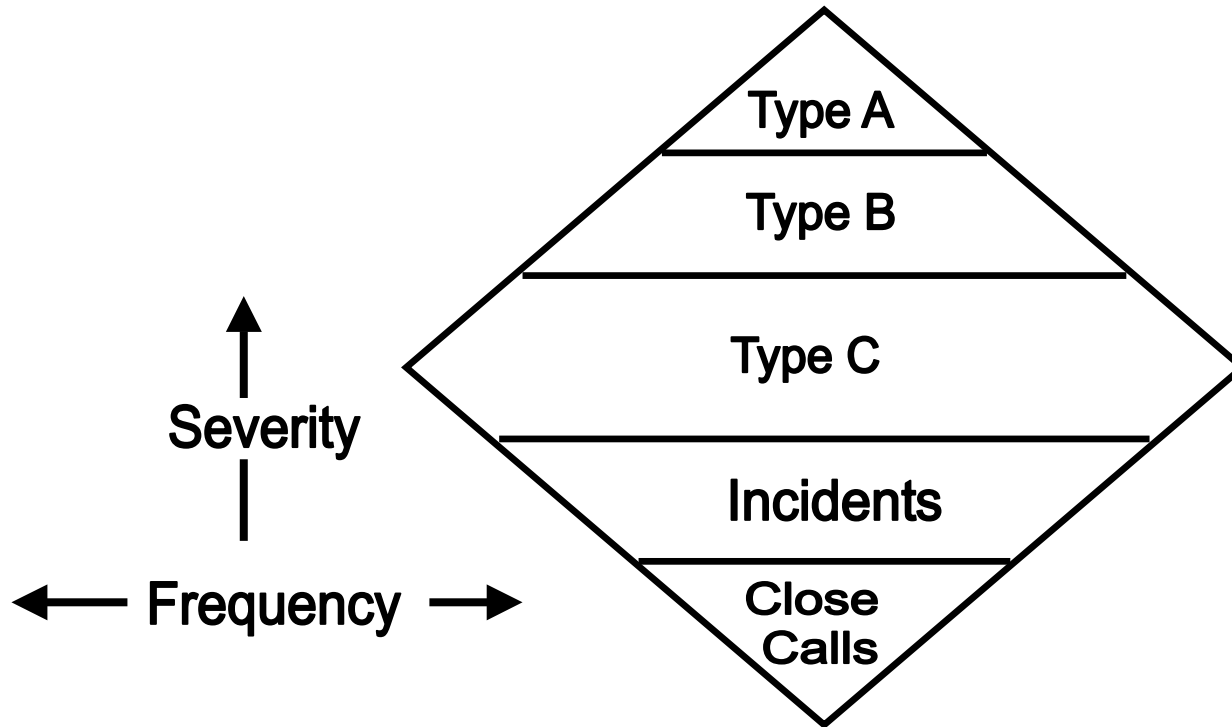 Type A
Type B
Type C
Severity
Incidents
Frequency
Close
Calls